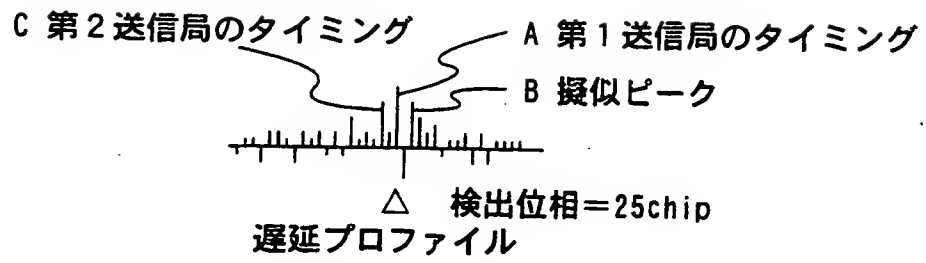 C 第2送信局のタイミング
A 第1送信局のタイミング
B 擬似ピーク
△ 検出位相=25chip
遅延プロファイル